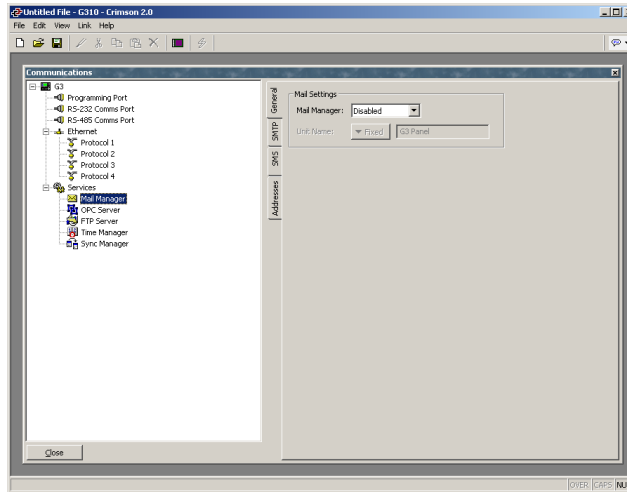 Untitled File - G310 - Crimson 2.0
File Edit View Link Help
Communications
G3
Programming Port
RS-232 Comms Port
RS-485 Comms Port
Ethernet
Protocol 1
Protocol 2
Protocol 3
Protocol 4
Services
Mail Manager
OPC Server
FTP Server
Time Manager
Sync Manager
General
SMTP
SMS
Addresses
Mail Settings
Mail Manager: Disabled
Unit Name: Fixed G3 Panel
Close
OVER CAPS NU